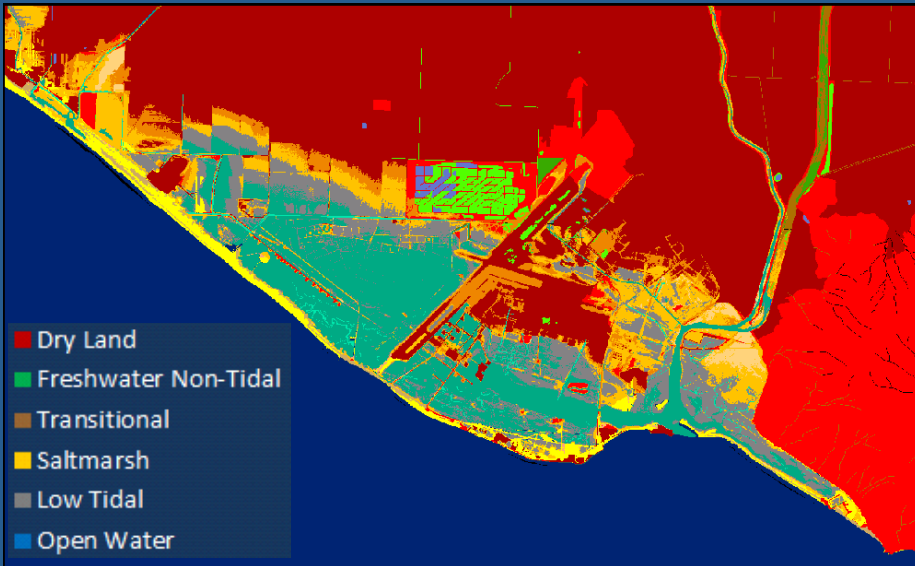 Dry Land
Freshwater Non-Tidal
Transitional
Saltmarsh
Low Tidal
Open Water